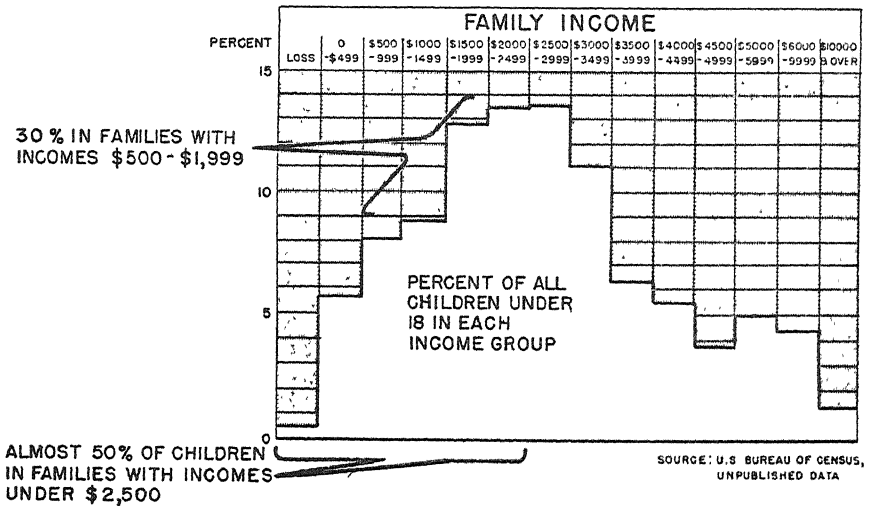 FAMILY INCOME
PERCENT LOSS 0 -$499 $500 -999 $1000 -1499 $1500 -1999 $2000 -2499 $2500 -2999 $3000 -3499 $3500 -3999 $4000 -4499 $4500 -4999 $5000 -5999 $6000 -9999 $10000 & OVER
15
30% IN FAMILIES WITH
INCOMES $500-$1,999
10
PERCENT OF ALL
CHILDREN UNDER
18 IN EACH
INCOME GROUP
5
0
ALMOST 50% OF CHILDREN
IN FAMILIES WITH INCOMES
UNDER $2,500
SOURCE: U.S BUREAU OF CENSUS,
UNPUBLISHED DATA